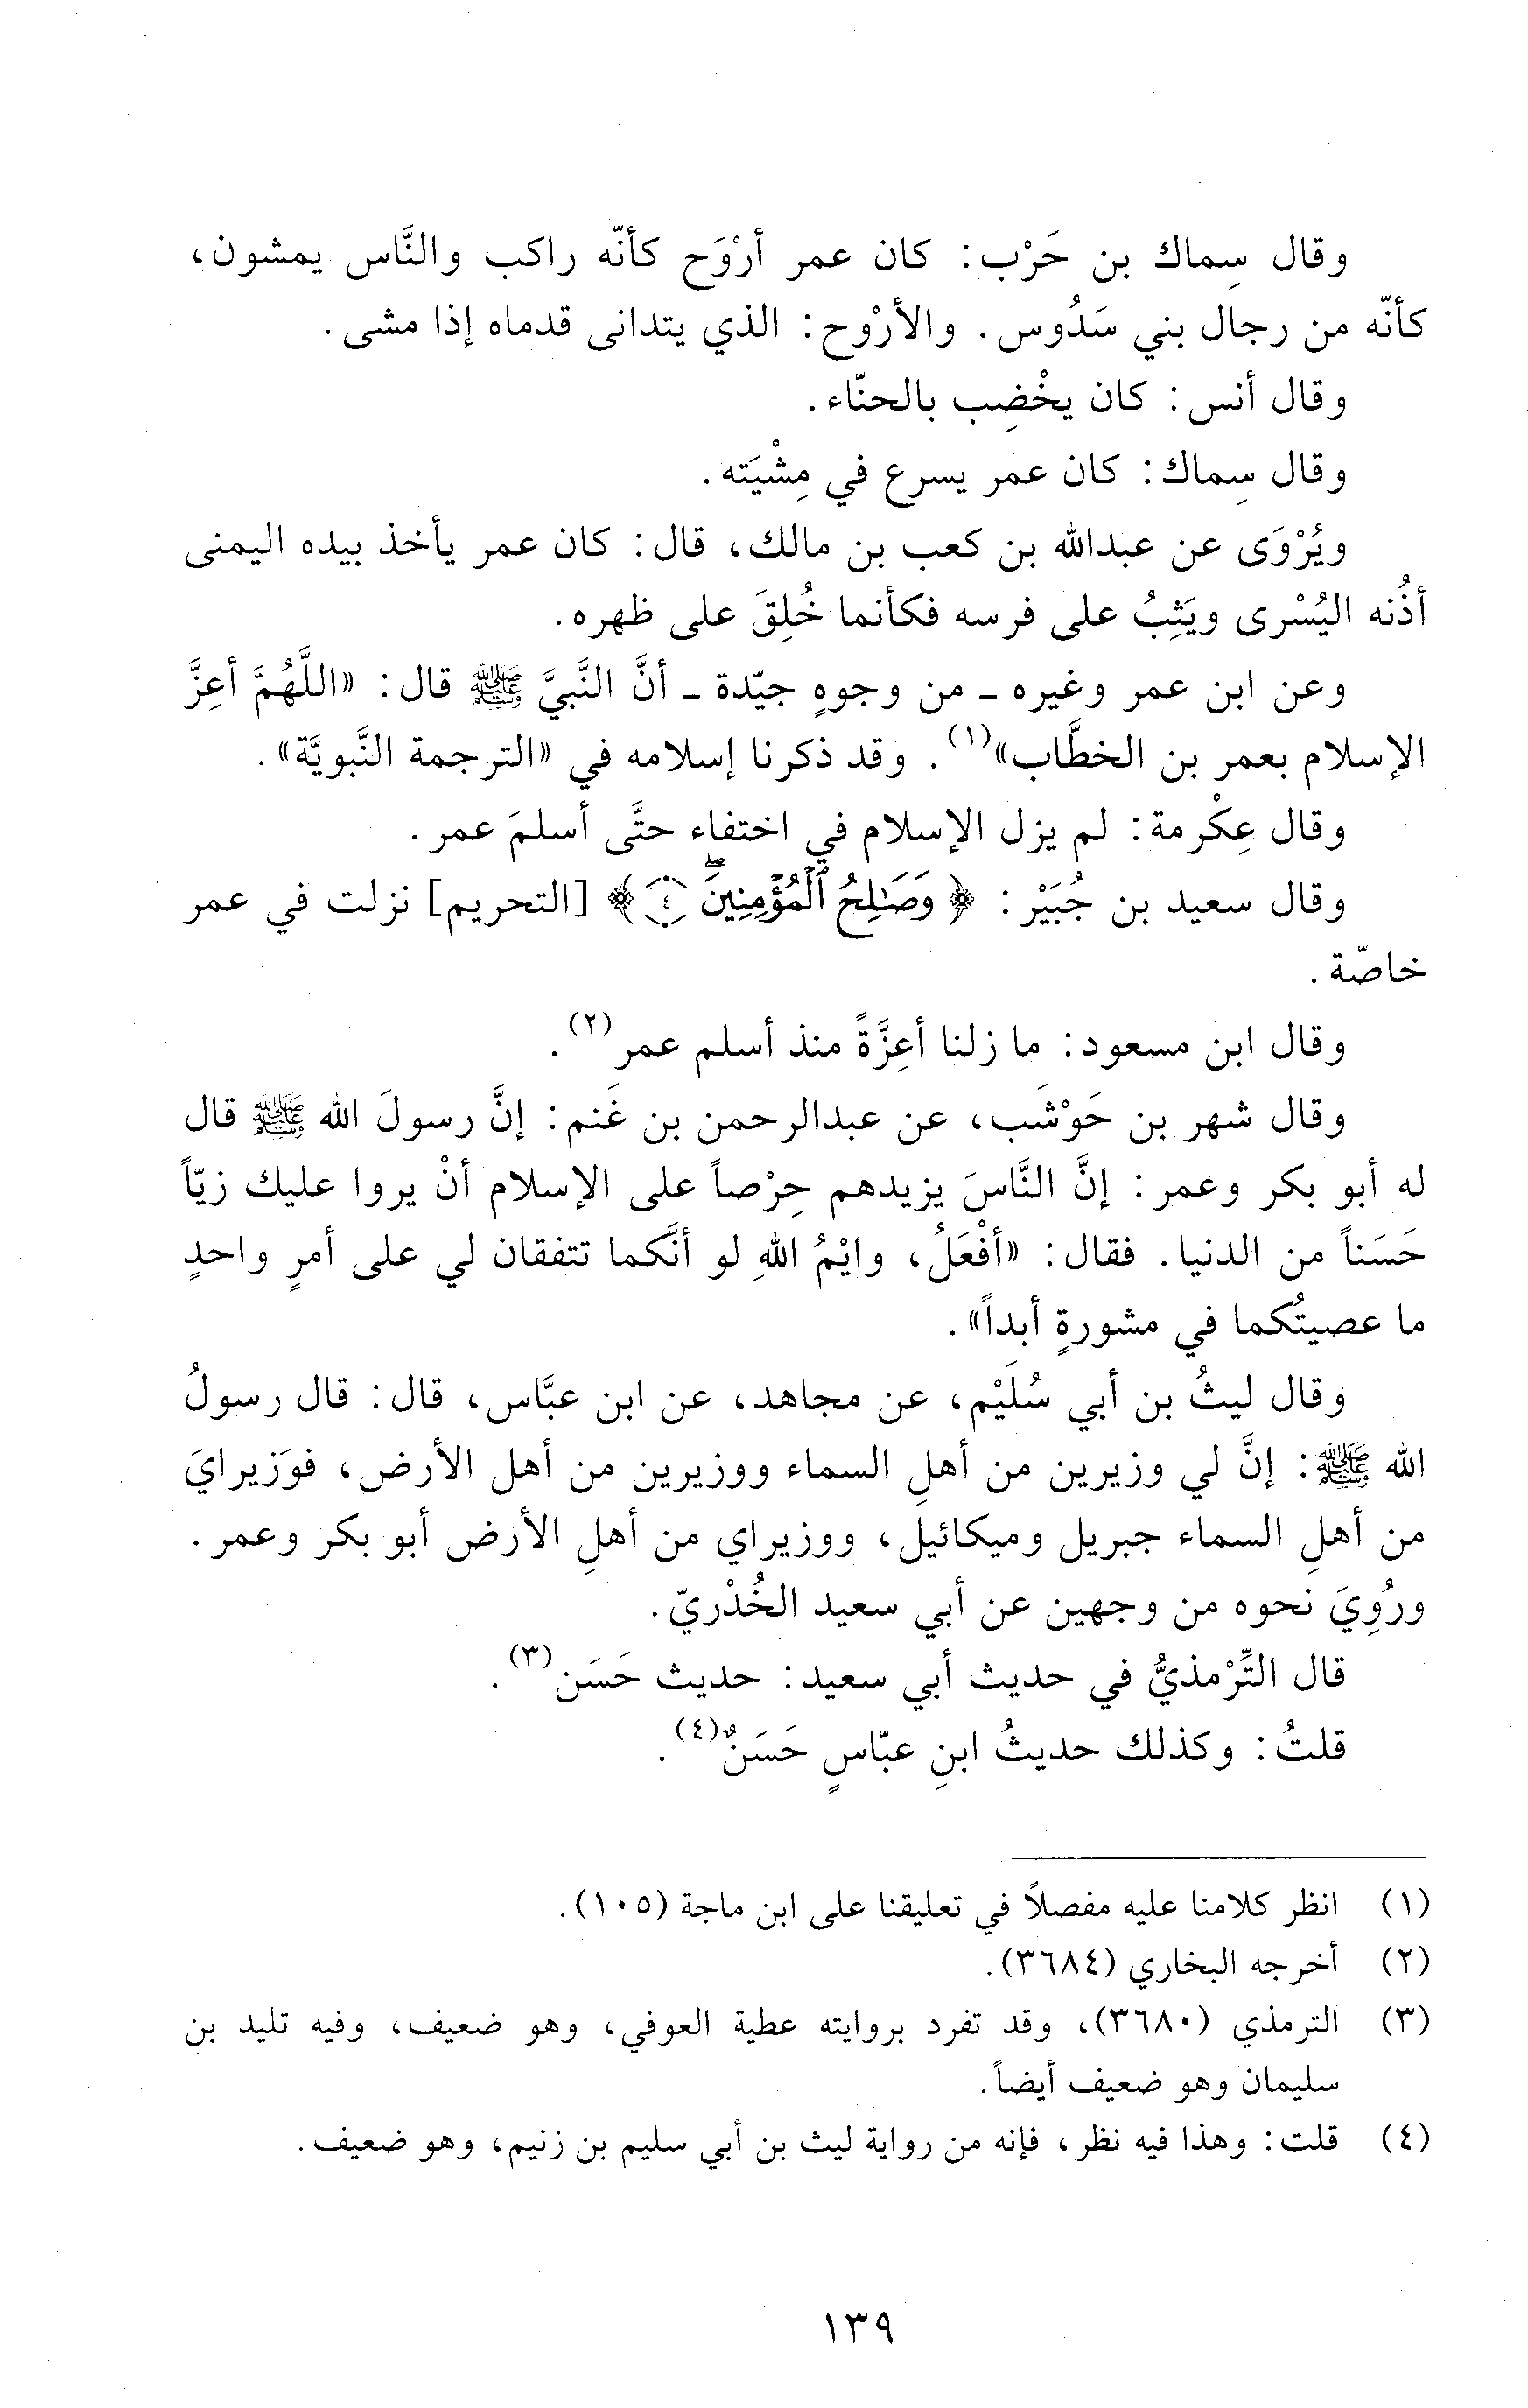 وقال سِماك بن حَرْب: كان عمر أرْوَح كأنّه راكب والنَّاس يمشون،
كأنّه من رجال بني سَدُوس. والأرْوح: الذي يتدانى قدماه إذا مشى.
وقال أنس: كان يخْضِب بالحنّاء.
وقال سِماك: كان عمر يسرع في مِشْيَته.
ويُرْوَى عن عبدالله بن كعب بن مالك، قال: كان عمر يأخذ بيده اليمنى
أذُنه اليُسْرى ويَثِبُ على فرسه فكأنما خُلِقَ على ظهره.
وعن ابن عمر وغيره ـ من وجوهٍ جيّدة ـ أنَّ النَّبيَّ ﷺ قال: «اللَّهُمَّ أعِزَّ
الإسلام بعمر بن الخطَّاب»(١). وقد ذكرنا إسلامه في «الترجمة النَّبويَّة».
وقال عِكْرمة: لم يزل الإسلام في اختفاء حتَّى أسلمَ عمر.
وقال سعيد بن جُبَيْر: ﴿ وَصَٰلِحُ ٱلْمُؤْمِنِينَۖ ٤ ﴾ [التحريم] نزلت في عمر
خاصّة.
وقال ابن مسعود: ما زلنا أعِزَّةً منذ أسلم عمر(٢).
وقال شهر بن حَوْشَب، عن عبدالرحمن بن غَنم: إنَّ رسولَ الله ﷺ قال
له أبو بكر وعمر: إنَّ النَّاسَ يزيدهم حِرْصاً على الإسلام أنْ يروا عليك زيّاً
حَسَناً من الدنيا. فقال: «أفْعَلُ، وايْمُ اللهِ لو أنَّكما تتفقان لي على أمرٍ واحدٍ
ما عصيتُكما في مشورةٍ أبداً».
وقال ليثُ بن أبي سُلَيْم، عن مجاهد، عن ابن عبَّاس، قال: قال رسولُ
الله ﷺ: إنَّ لي وزيرين من أهلِ السماء ووزيرين من أهل الأرض، فوَزيرايَ
من أهلِ السماء جبريل وميكائيل، ووزيراي من أهلِ الأرض أبو بكر وعمر.
ورُوِيَ نحوه من وجهين عن أبي سعيد الخُدْريّ.
قال التِّرْمذيُّ في حديث أبي سعيد: حديث حَسَن(٣).
قلتُ: وكذلك حديثُ ابنِ عبّاسٍ حَسَنٌ(٤).
(١) انظر كلامنا عليه مفصلاً في تعليقنا على ابن ماجة (١٠٥).
(٢) أخرجه البخاري (٣٦٨٤).
(٣) الترمذي (٣٦٨٠)، وقد تفرد بروايته عطية العوفي، وهو ضعيف، وفيه تليد بن
سليمان وهو ضعيف أيضاً.
(٤) قلت: وهذا فيه نظر، فإنه من رواية ليث بن أبي سليم بن زنيم، وهو ضعيف.
١٣٩